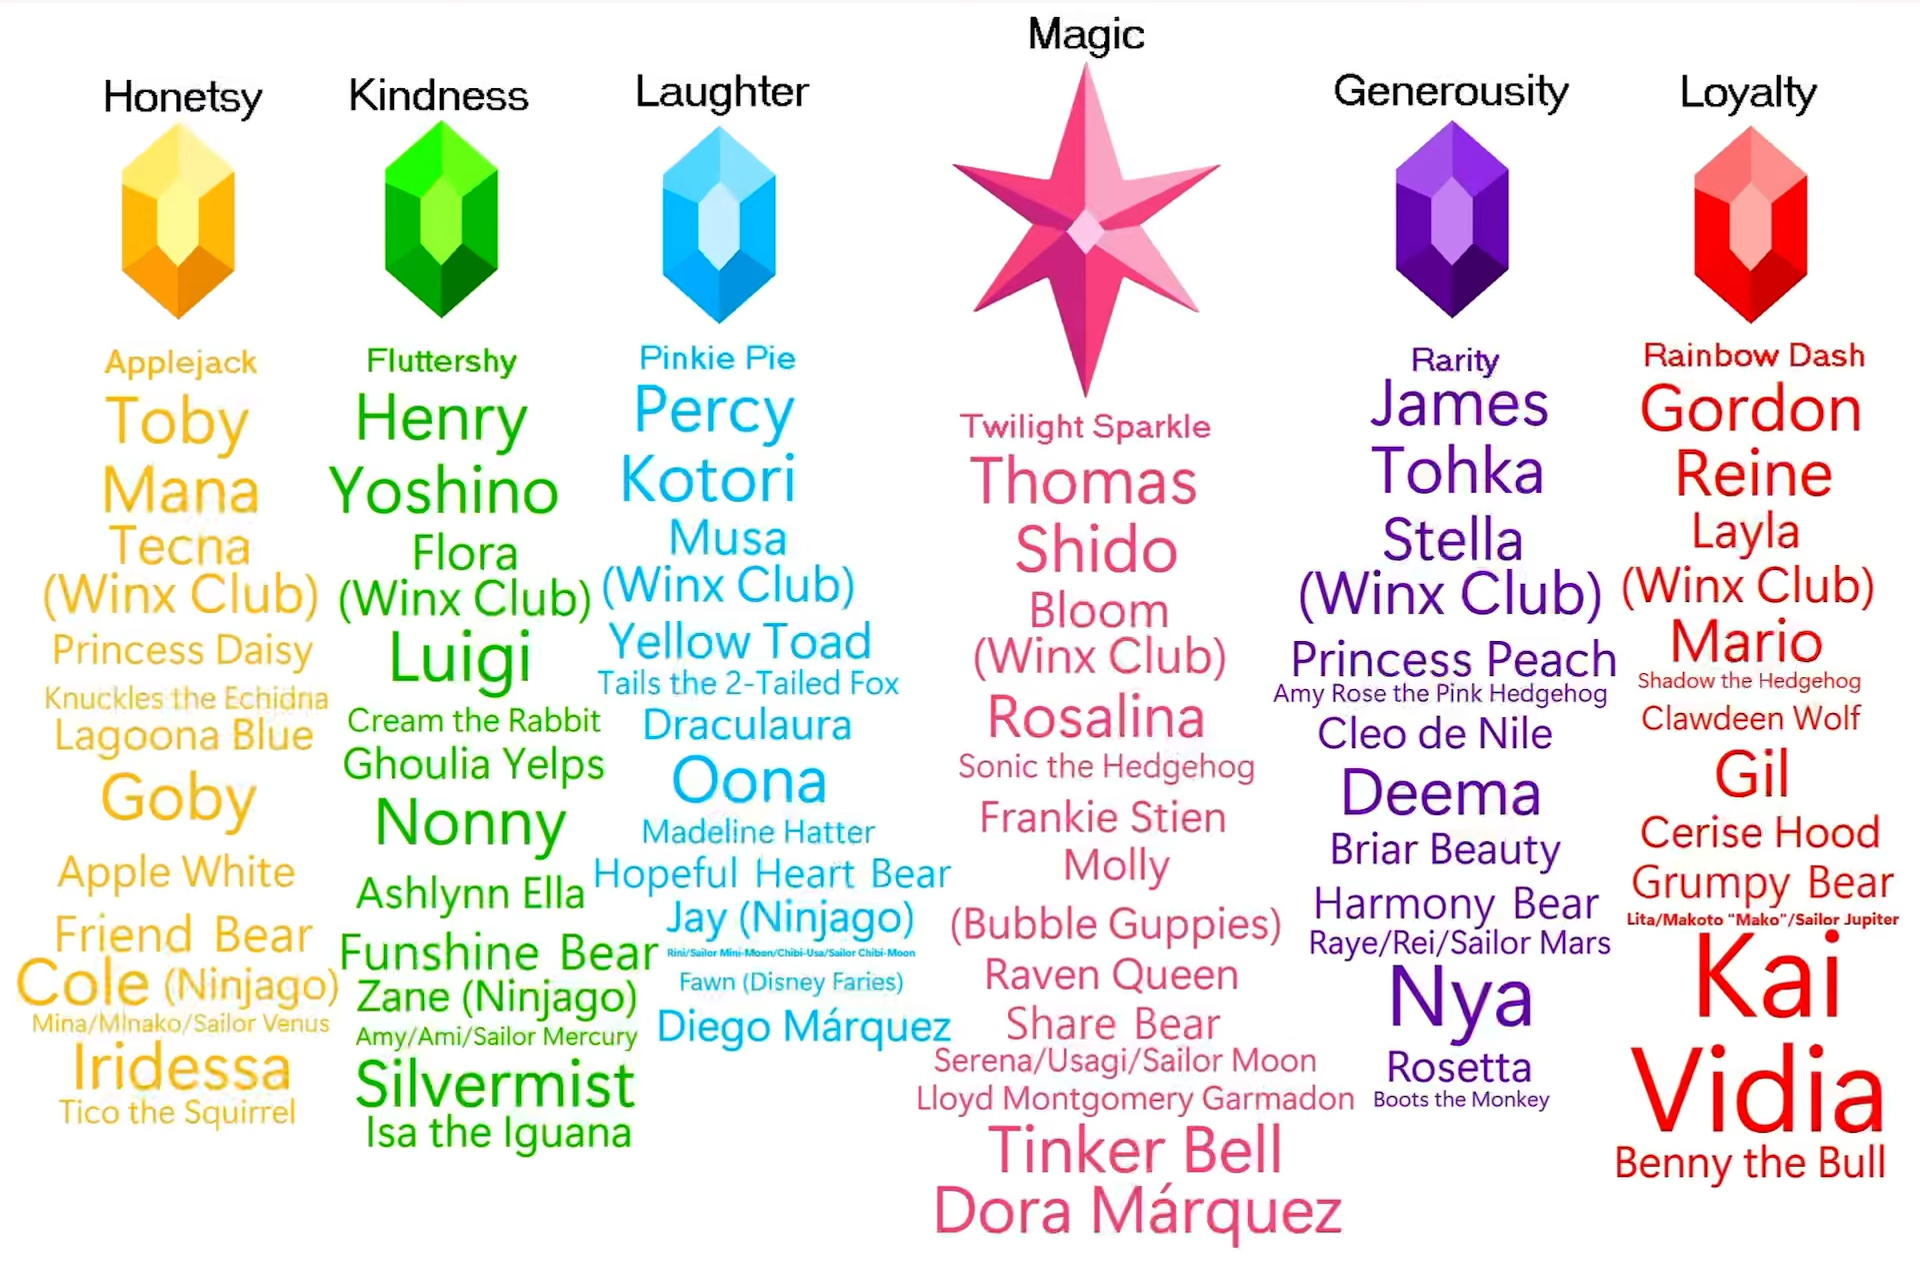 Honetsy
Applejack
Toby
Mana
Tecna
(Winx Club)
Princess Daisy
Knuckles the Echidna
Lagoona Blue
Goby
Apple White
Friend Bear
Cole (Ninjago)
Mina/MInako/Sailor Venus
Iridessa
Tico the Squirrel
Kindness
Fluttershy
Henry
Yoshino
Flora
(Winx Club)
Luigi
Cream the Rabbit
Ghoulia Yelps
Nonny
Ashlynn Ella
Funshine Bear
Zane (Ninjago)
Amy/Ami/Sailor Mercury
Silvermist
Isa the Iguana
Laughter
Pinkie Pie
Percy
Kotori
Musa
(Winx Club)
Yellow Toad
Tails the 2-Tailed Fox
Draculaura
Oona
Madeline Hatter
Hopeful Heart Bear
Jay (Ninjago)
Rini/Sailor Mini-Moon/Chibi-Usa/Sailor Chibi-Moon
Fawn (Disney Faries)
Diego Márquez
Magic
Twilight Sparkle
Thomas
Shido
Bloom
(Winx Club)
Rosalina
Sonic the Hedgehog
Frankie Stien
Molly
(Bubble Guppies)
Raven Queen
Share Bear
Serena/Usagi/Sailor Moon
Lloyd Montgomery Garmadon
Tinker Bell
Dora Márquez
Generousity
Rarity
James
Tohka
Stella
(Winx Club)
Princess Peach
Amy Rose the Pink Hedgehog
Cleo de Nile
Deema
Briar Beauty
Harmony Bear
Raye/Rei/Sailor Mars
Nya
Rosetta
Boots the Monkey
Loyalty
Rainbow Dash
Gordon
Reine
Layla
(Winx Club)
Mario
Shadow the Hedgehog
Clawdeen Wolf
Gil
Cerise Hood
Grumpy Bear
Lita/Makoto "Mako"/Sailor Jupiter
Kai
Vidia
Benny the Bull